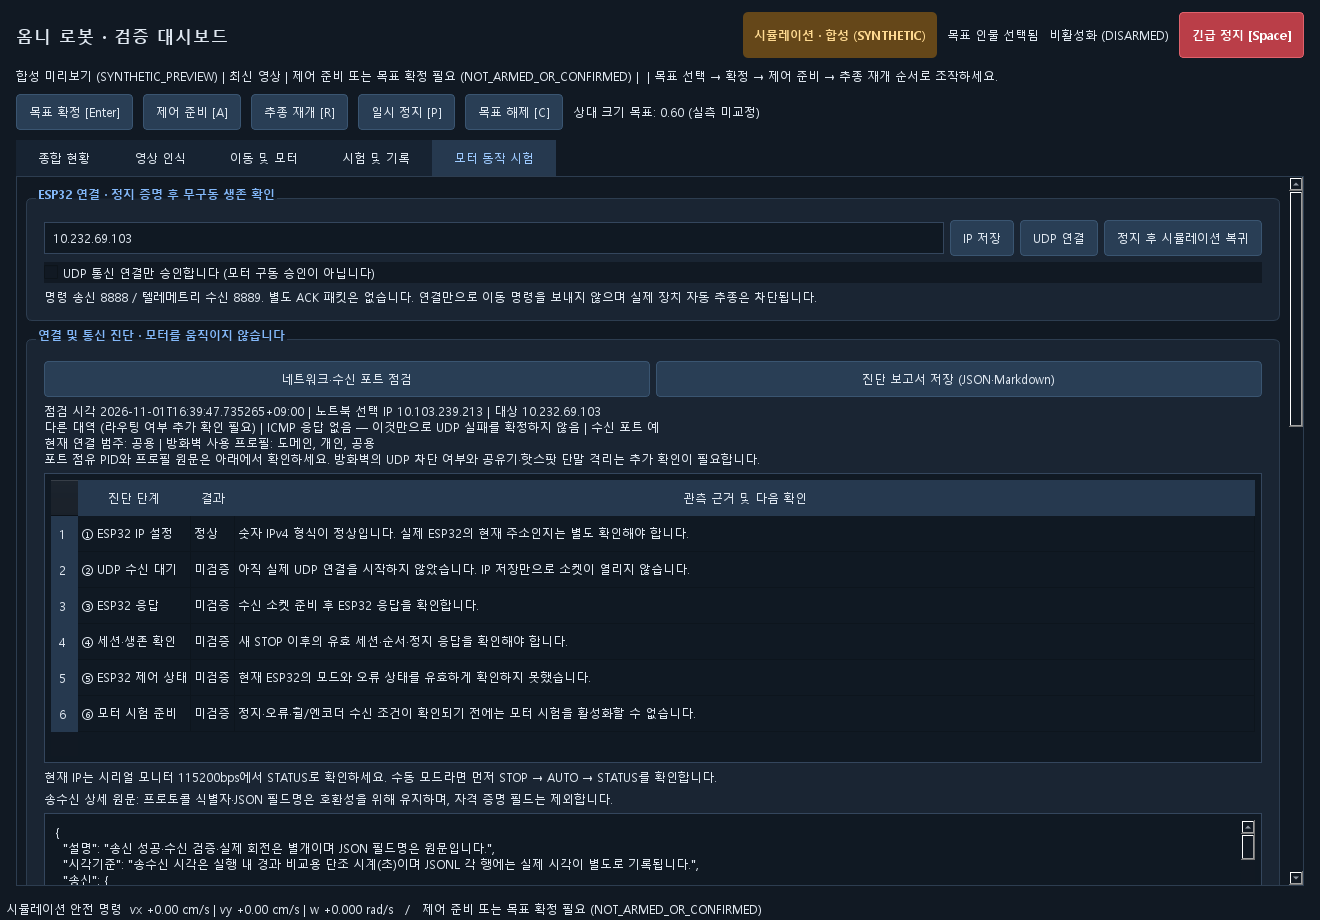 옴니 로봇 · 검증 대시보드
시뮬레이션 · 합성 (SYNTHETIC)
목표 인물 선택됨
비활성화 (DISARMED)
긴급 정지 [Space]
합성 미리보기 (SYNTHETIC_PREVIEW) | 최신 영상 | 제어 준비 또는 목표 확정 필요 (NOT_ARMED_OR_CONFIRMED) | | 목표 선택 → 확정 → 제어 준비 → 추종 재개 순서로 조작하세요.
목표 확정 [Enter]
제어 준비 [A]
추종 재개 [R]
일시 정지 [P]
목표 해제 [C]
상대 크기 목표: 0.60 (실측 미교정)
종합 현황
영상 인식
이동 및 모터
시험 및 기록
모터 동작 시험
ESP32 연결 · 정지 증명 후 무구동 생존 확인
10.232.69.103
IP 저장
UDP 연결
정지 후 시뮬레이션 복귀
UDP 통신 연결만 승인합니다 (모터 구동 승인이 아닙니다)
명령 송신 8888 / 텔레메트리 수신 8889. 별도 ACK 패킷은 없습니다. 연결만으로 이동 명령을 보내지 않으며 실제 장치 자동 추종은 차단됩니다.
연결 및 통신 진단 · 모터를 움직이지 않습니다
네트워크·수신 포트 점검
진단 보고서 저장 (JSON·Markdown)
점검 시각 2026-11-01T16:39:47.735265+09:00 | 노트북 선택 IP 10.103.239.213 | 대상 10.232.69.103
다른 대역 (라우팅 여부 추가 확인 필요) | ICMP 응답 없음 — 이것만으로 UDP 실패를 확정하지 않음 | 수신 포트 예
현재 연결 범주: 공용 | 방화벽 사용 프로필: 도메인, 개인, 공용
포트 점유 PID와 프로필 원문은 아래에서 확인하세요. 방화벽의 UDP 차단 여부와 공유기·핫스팟 단말 격리는 추가 확인이 필요합니다.
진단 단계 결과 관측 근거 및 다음 확인
1 ① ESP32 IP 설정 정상 숫자 IPv4 형식이 정상입니다. 실제 ESP32의 현재 주소인지는 별도 확인해야 합니다.
2 ② UDP 수신 대기 미검증 아직 실제 UDP 연결을 시작하지 않았습니다. IP 저장만으로 소켓이 열리지 않습니다.
3 ③ ESP32 응답 미검증 수신 소켓 준비 후 ESP32 응답을 확인합니다.
4 ④ 세션·생존 확인 미검증 새 STOP 이후의 유효 세션·순서·정지 응답을 확인해야 합니다.
5 ⑤ ESP32 제어 상태 미검증 현재 ESP32의 모드와 오류 상태를 유효하게 확인하지 못했습니다.
6 ⑥ 모터 시험 준비 미검증 정지·오류·휠/엔코더 수신 조건이 확인되기 전에는 모터 시험을 활성화할 수 없습니다.
현재 IP는 시리얼 모니터 115200bps에서 STATUS로 확인하세요. 수동 모드라면 먼저 STOP → AUTO → STATUS를 확인합니다.
송수신 상세 원문: 프로토콜 식별자·JSON 필드명은 호환성을 위해 유지하며, 자격 증명 필드는 제외합니다.
{
"설명": "송신 성공·수신 검증·실제 회전은 별개이며 JSON 필드명은 원문입니다.",
"시각기준": "송수신 시각은 실행 내 경과 비교용 단조 시계(초)이며 JSONL 각 행에는 실제 시각이 별도로 기록됩니다.",
"송신": {
시뮬레이션 안전 명령 vx +0.00 cm/s | vy +0.00 cm/s | w +0.000 rad/s / 제어 준비 또는 목표 확정 필요 (NOT_ARMED_OR_CONFIRMED)